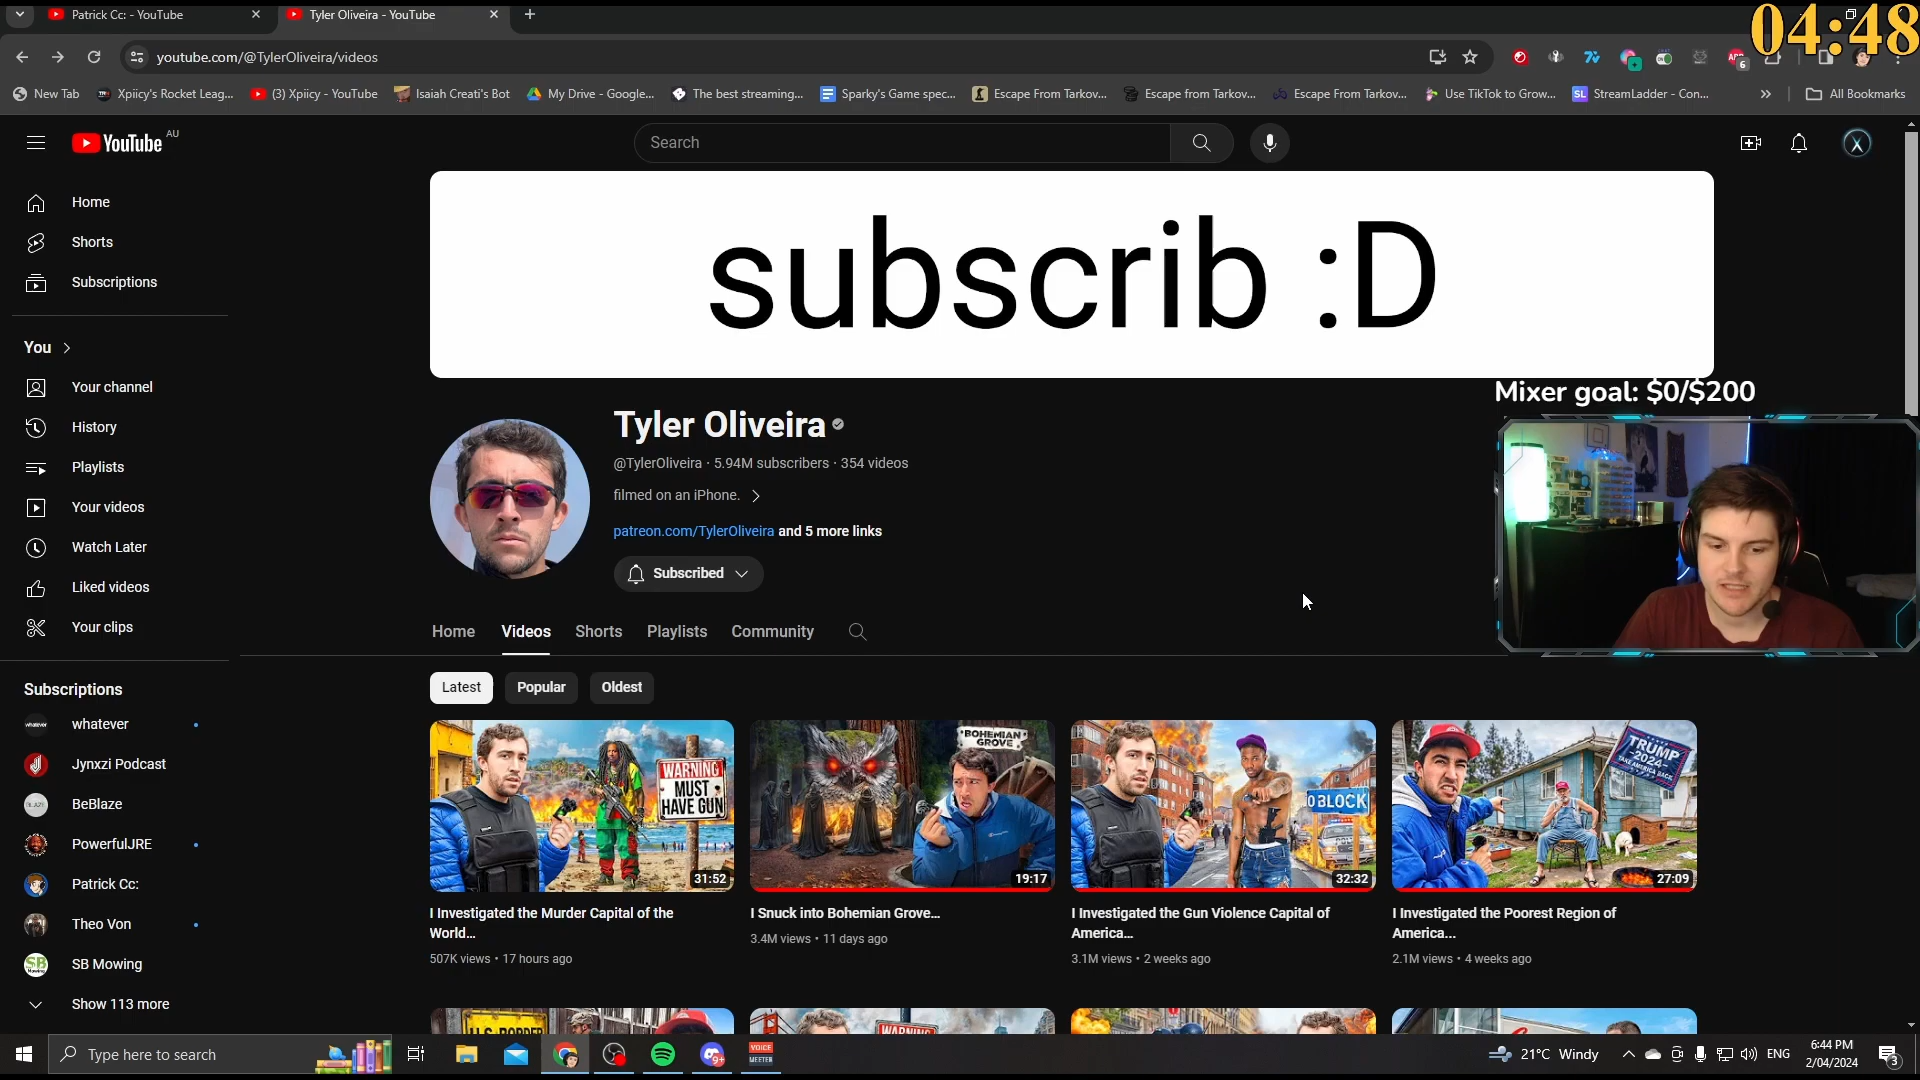 Patrick Cc: - YouTube
Tyler Oliveira - YouTube
04:48
youtube.com/@TylerOliveira/videos
New Tab
Xpiicy's Rocket Leag...
(3) Xpiicy - YouTube
Isaiah Creati's Bot
My Drive - Google...
The best streaming...
Sparky's Game spec...
Escape From Tarkov...
Escape from Tarkov...
Escape From Tarkov...
Use TikTok to Grow...
StreamLadder - Con...
All Bookmarks
YouTube AU
Search
Home
Shorts
Subscriptions
You
Your channel
History
Playlists
Your videos
Watch Later
Liked videos
Your clips
Subscriptions
whatever
Jynxzi Podcast
BeBlaze
PowerfulJRE
Patrick Cc:
Theo Von
SB Mowing
Show 113 more
subscrib :D
Mixer goal: $0/$200
Tyler Oliveira
@TylerOliveira · 5.94M subscribers · 354 videos
filmed on an iPhone.
patreon.com/TylerOliveira and 5 more links
Subscribed
Home
Videos
Shorts
Playlists
Community
Latest
Popular
Oldest
WARNING
MUST
HAVE GUN
31:52
I Investigated the Murder Capital of the
World...
507K views · 17 hours ago
BOHEMIAN
GROVE
19:17
I Snuck into Bohemian Grove...
3.4M views · 11 days ago
O BLOCK
32:32
I Investigated the Gun Violence Capital of
America...
3.1M views · 2 weeks ago
TRUMP
2024
27:09
I Investigated the Poorest Region of
America...
2.1M views · 4 weeks ago
U.S. BORDER
WARNING
Type here to search
VOICE
MEETER
21°C Windy
ENG
6:44 PM
2/04/2024
3